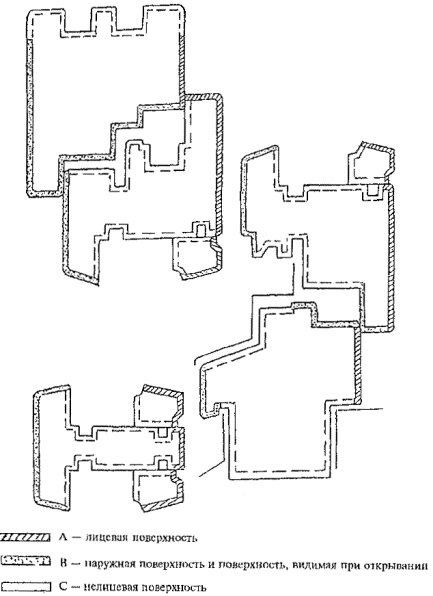 А — лицевая поверхность
В — наружная поверхность и поверхность, видимая при открывании
С — нелицевая поверхность